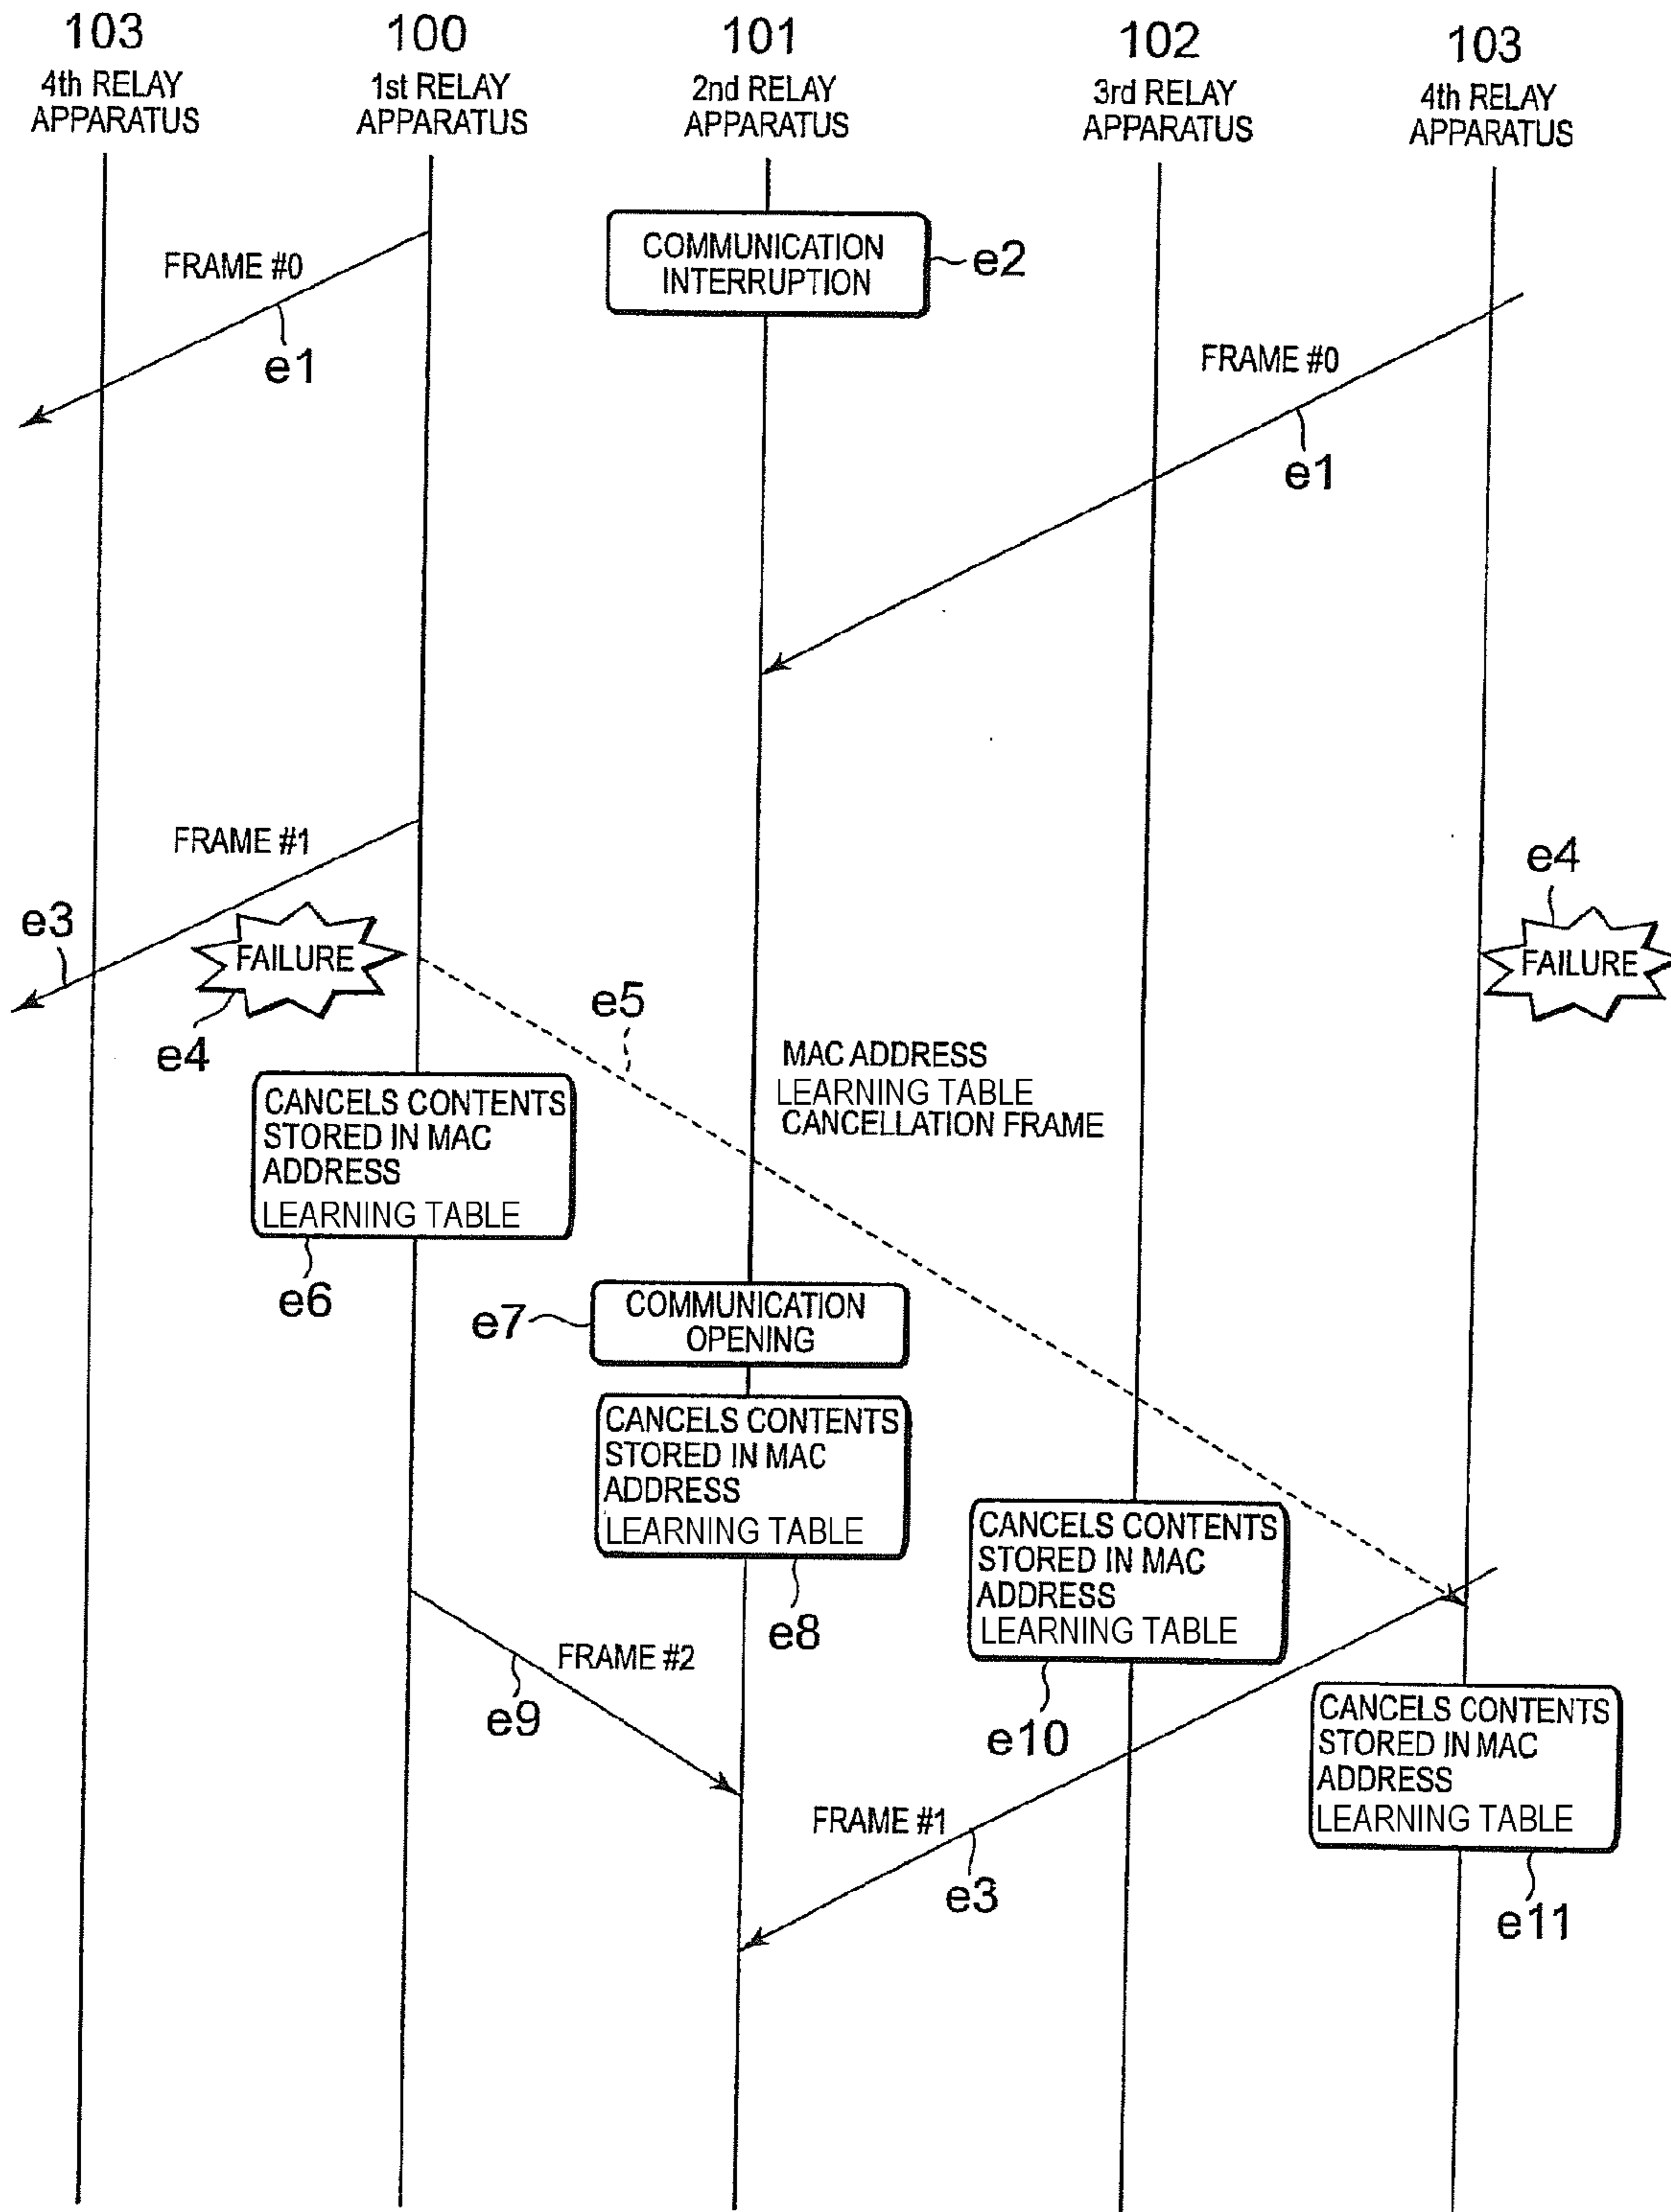 103
4th RELAY
APPARATUS
100
1st RELAY
APPARATUS
101
2nd RELAY
APPARATUS
102
3rd RELAY
APPARATUS
103
4th RELAY
APPARATUS
COMMUNICATION
INTERRUPTION
e2
FRAME #0
e1
FRAME #0
e1
FRAME #1
e3
FAILURE
e4
e4
FAILURE
e5
MAC ADDRESS
LEARNING TABLE
CANCELLATION FRAME
CANCELS CONTENTS
STORED IN MAC
ADDRESS
LEARNING TABLE
e6
e7
COMMUNICATION
OPENING
CANCELS CONTENTS
STORED IN MAC
ADDRESS
LEARNING TABLE
e8
CANCELS CONTENTS
STORED IN MAC
ADDRESS
LEARNING TABLE
e10
FRAME #2
e9
CANCELS CONTENTS
STORED IN MAC
ADDRESS
LEARNING TABLE
e11
FRAME #1
e3